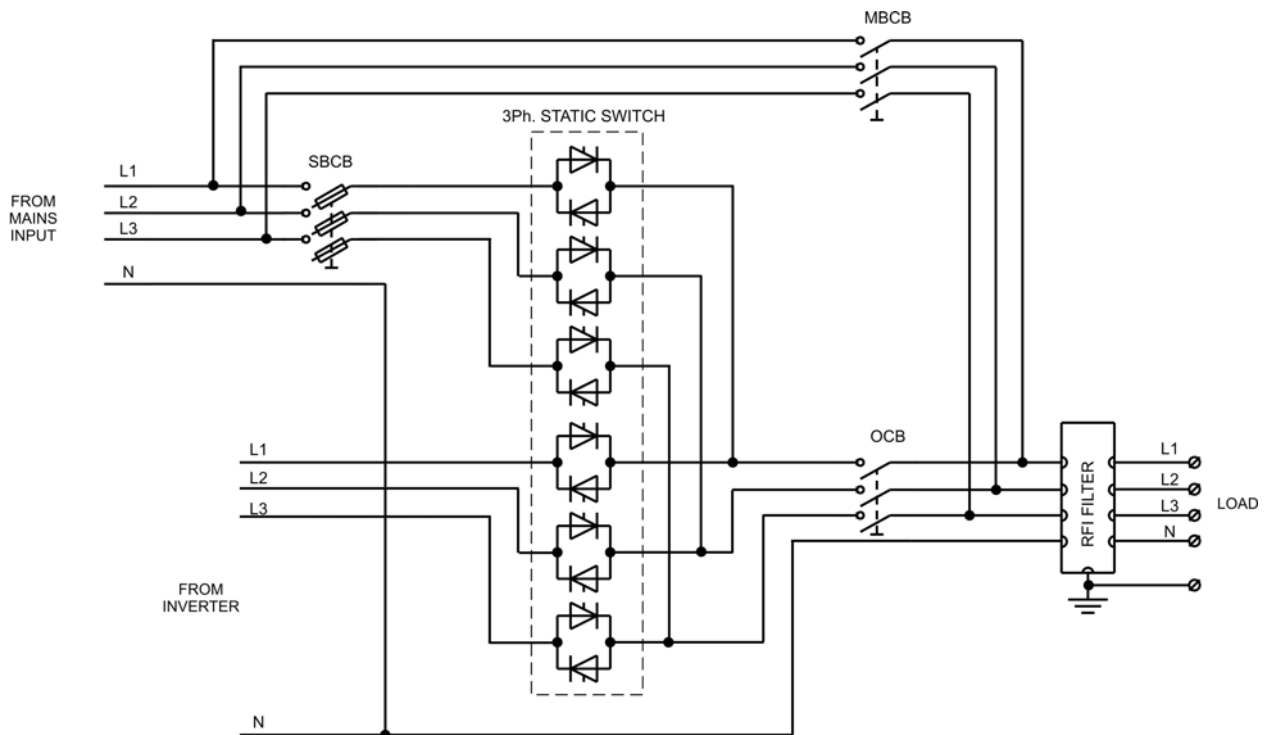 MBCB
3Ph. STATIC SWITCH
SBCB
L1
FROM
MAINS
INPUT
L2
L3
N
L1
L2
L3
FROM
INVERTER
N
OCB
RFI FILTER
L1
L2
L3
N
LOAD